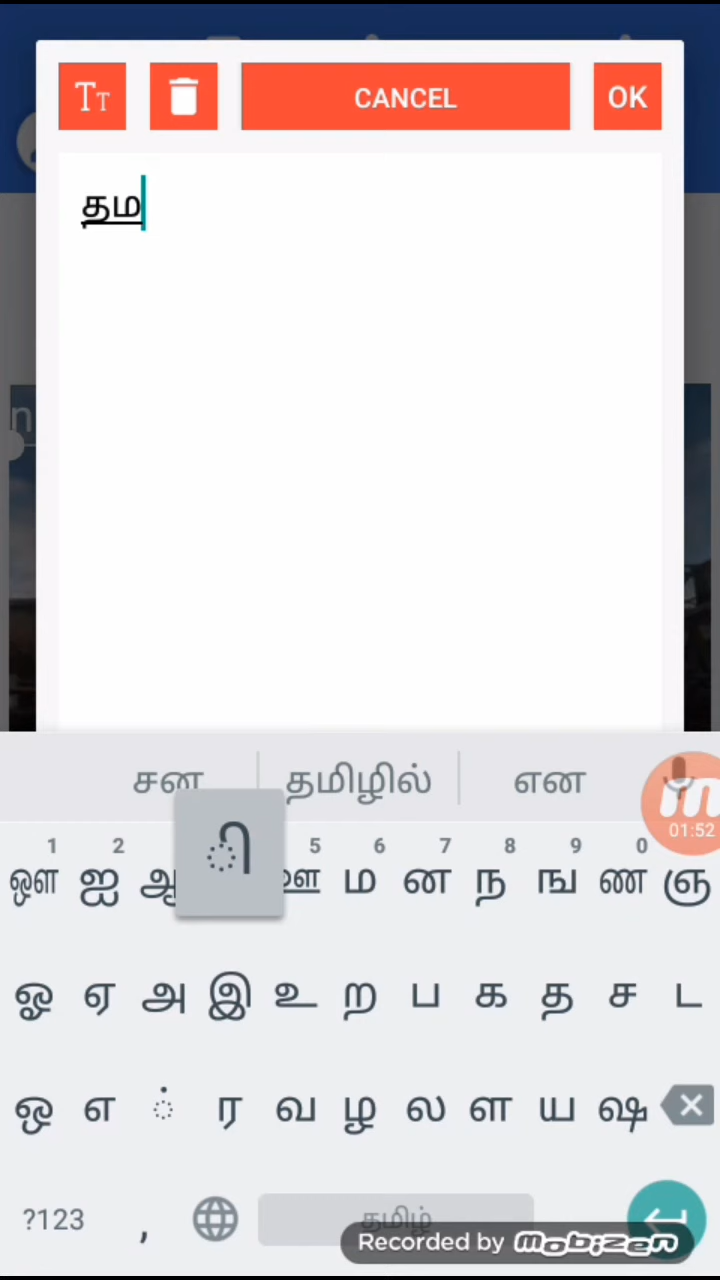 TT
CANCEL
OK
தம
n
சன தமிழில் என
01:52
1 2 5 6 7 8 9 0
ஔ ஐ ஊ ம ன ந ங ண ஞ
ி
ஓ ஏ அ இ உ ற ப க த ச ட
ஒ எ ் ர வ ழ ல ள ய ஷ
?123 , தமிழ்
Recorded by mobizen